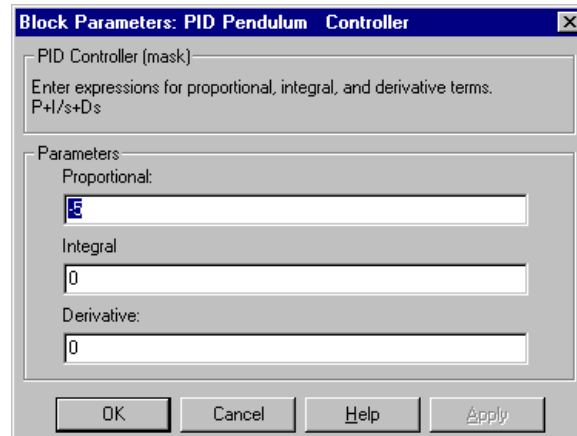 Block Parameters: PID Pendulum Controller
PID Controller (mask)
Enter expressions for proportional, integral, and derivative terms.
P+I/s+Ds
Parameters
Proportional:
-5
Integral
0
Derivative:
0
OK Cancel Help Apply